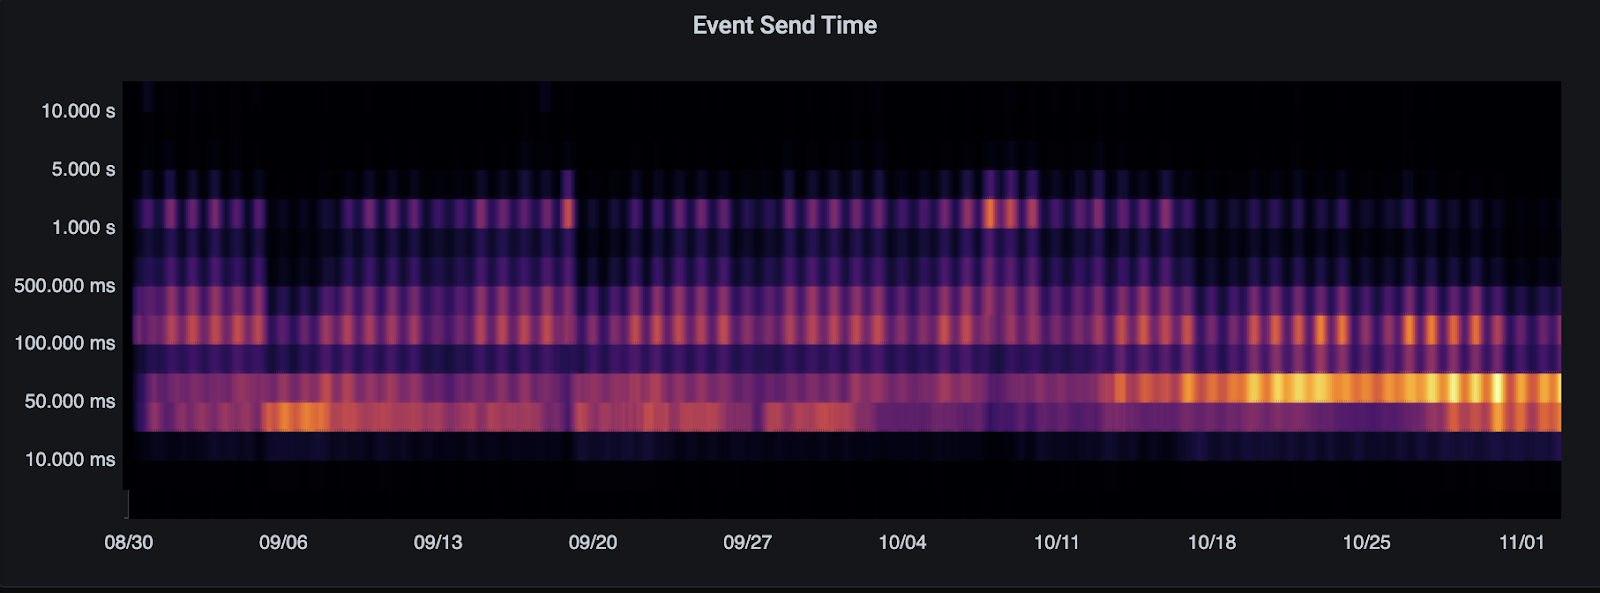 Event Send Time
10.000 s
5.000 s
1.000 s
500.000 ms
100.000 ms
50.000 ms
10.000 ms
08/30 09/06 09/13 09/20 09/27 10/04 10/11 10/18 10/25 11/01